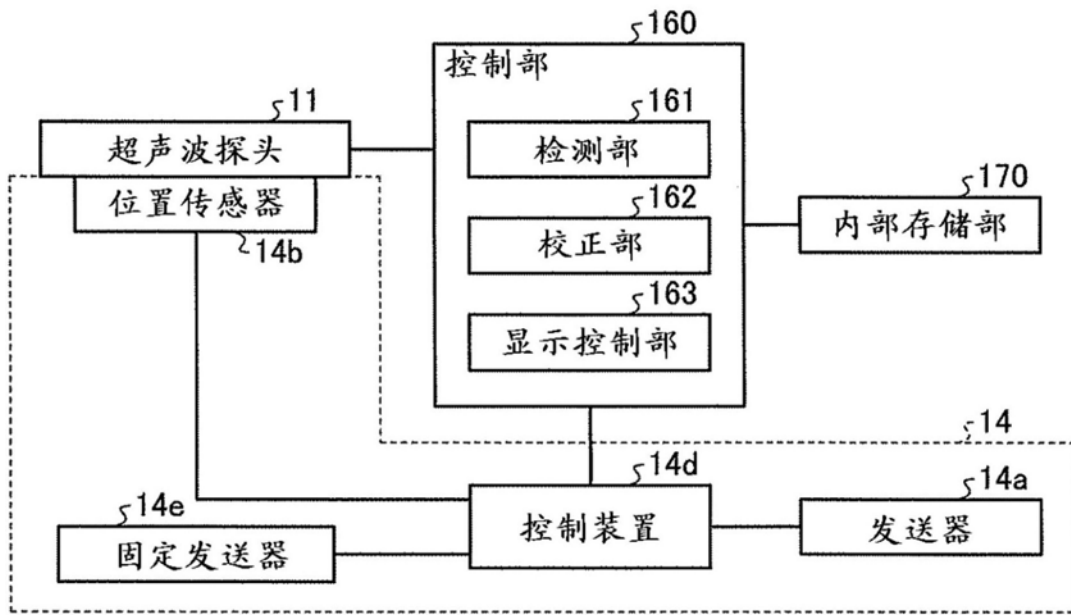 160
控制部
161
检测部
162
校正部
163
显示控制部
11
超声波探头
位置传感器
14b
170
内部存储部
14
14d
控制装置
14a
发送器
14e
固定发送器